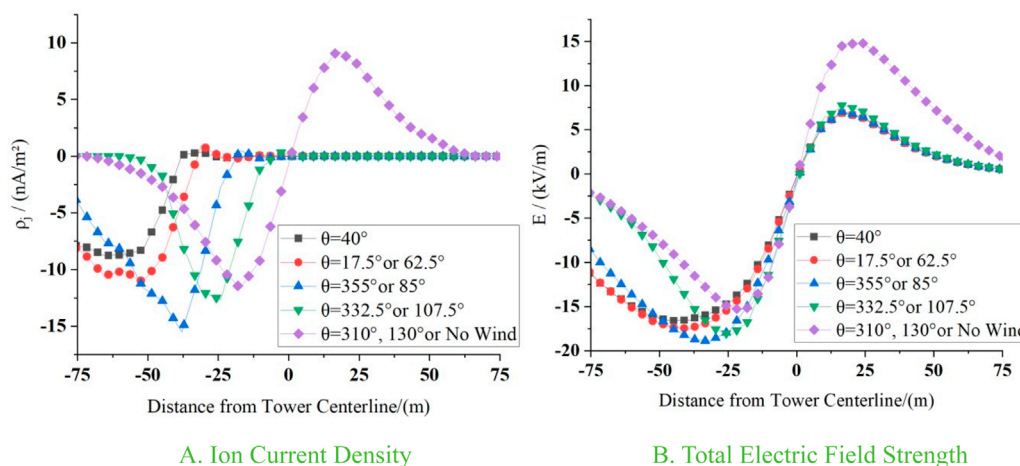 10
5
0
-5
-10
-15
ρj / (nA/m²)
θ=40°
θ=17.5°or 62.5°
θ=355°or 85°
θ=332.5°or 107.5°
θ=310°, 130°or No Wind
-75 -50 -25 0 25 50 75
Distance from Tower Centerline/(m)
A. Ion Current Density
15
10
5
0
-5
-10
-15
-20
E / (kV/m)
θ=40°
θ=17.5°or 62.5°
θ=355°or 85°
θ=332.5°or 107.5°
θ=310°, 130°or No Wind
-75 -50 -25 0 25 50 75
Distance from Tower Centerline/(m)
B. Total Electric Field Strength